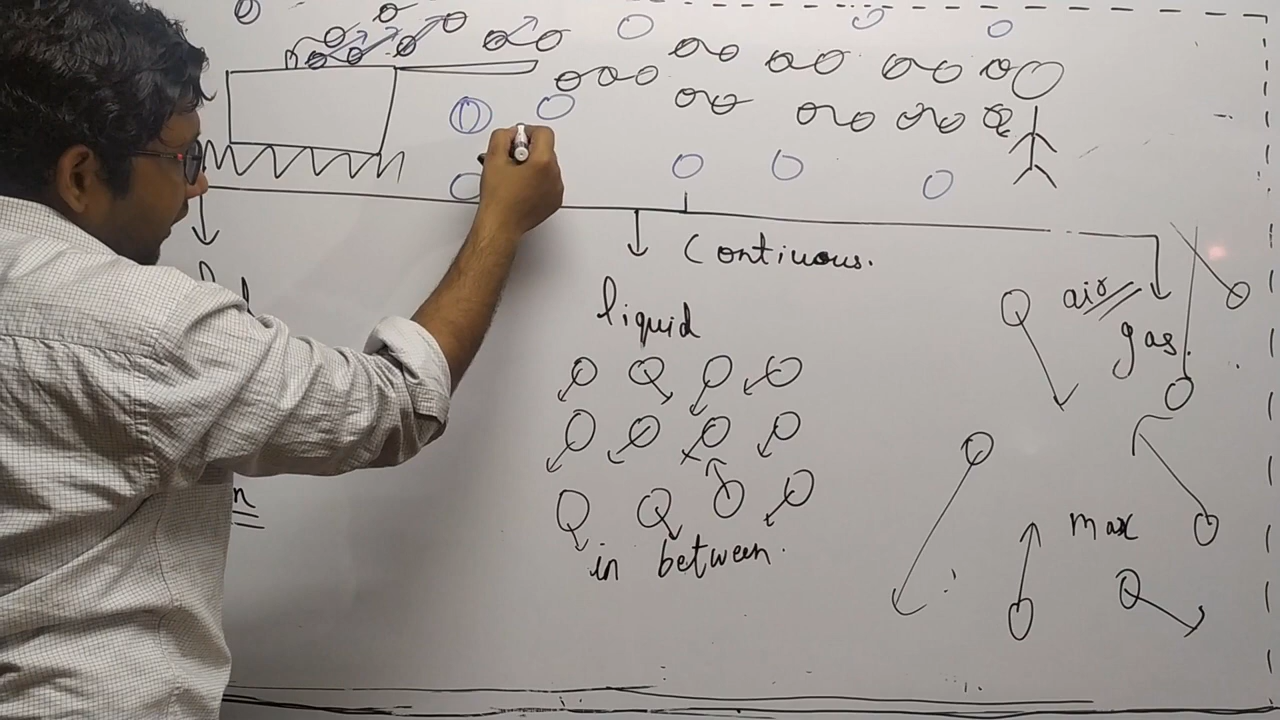 Continuous.
liquid
air
gas.
max
in between.